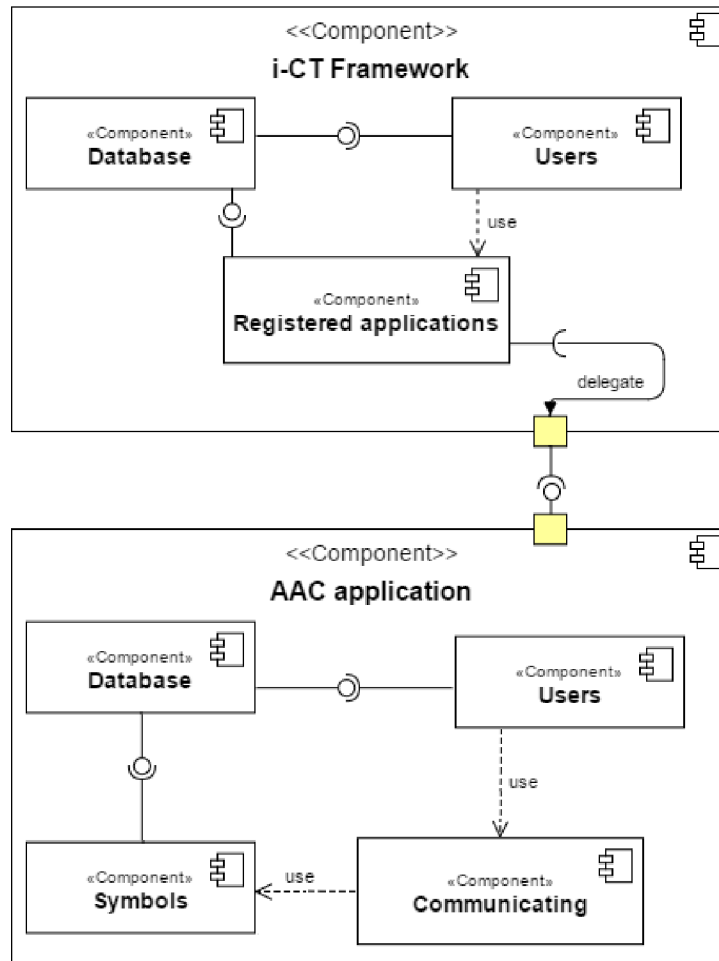 <<Component>>
i-CT Framework
«Component»
Database
«Component»
Users
use
«Component»
Registered applications
delegate
<<Component>>
AAC application
«Component»
Database
«Component»
Users
use
«Component»
Symbols
use
«Component»
Communicating